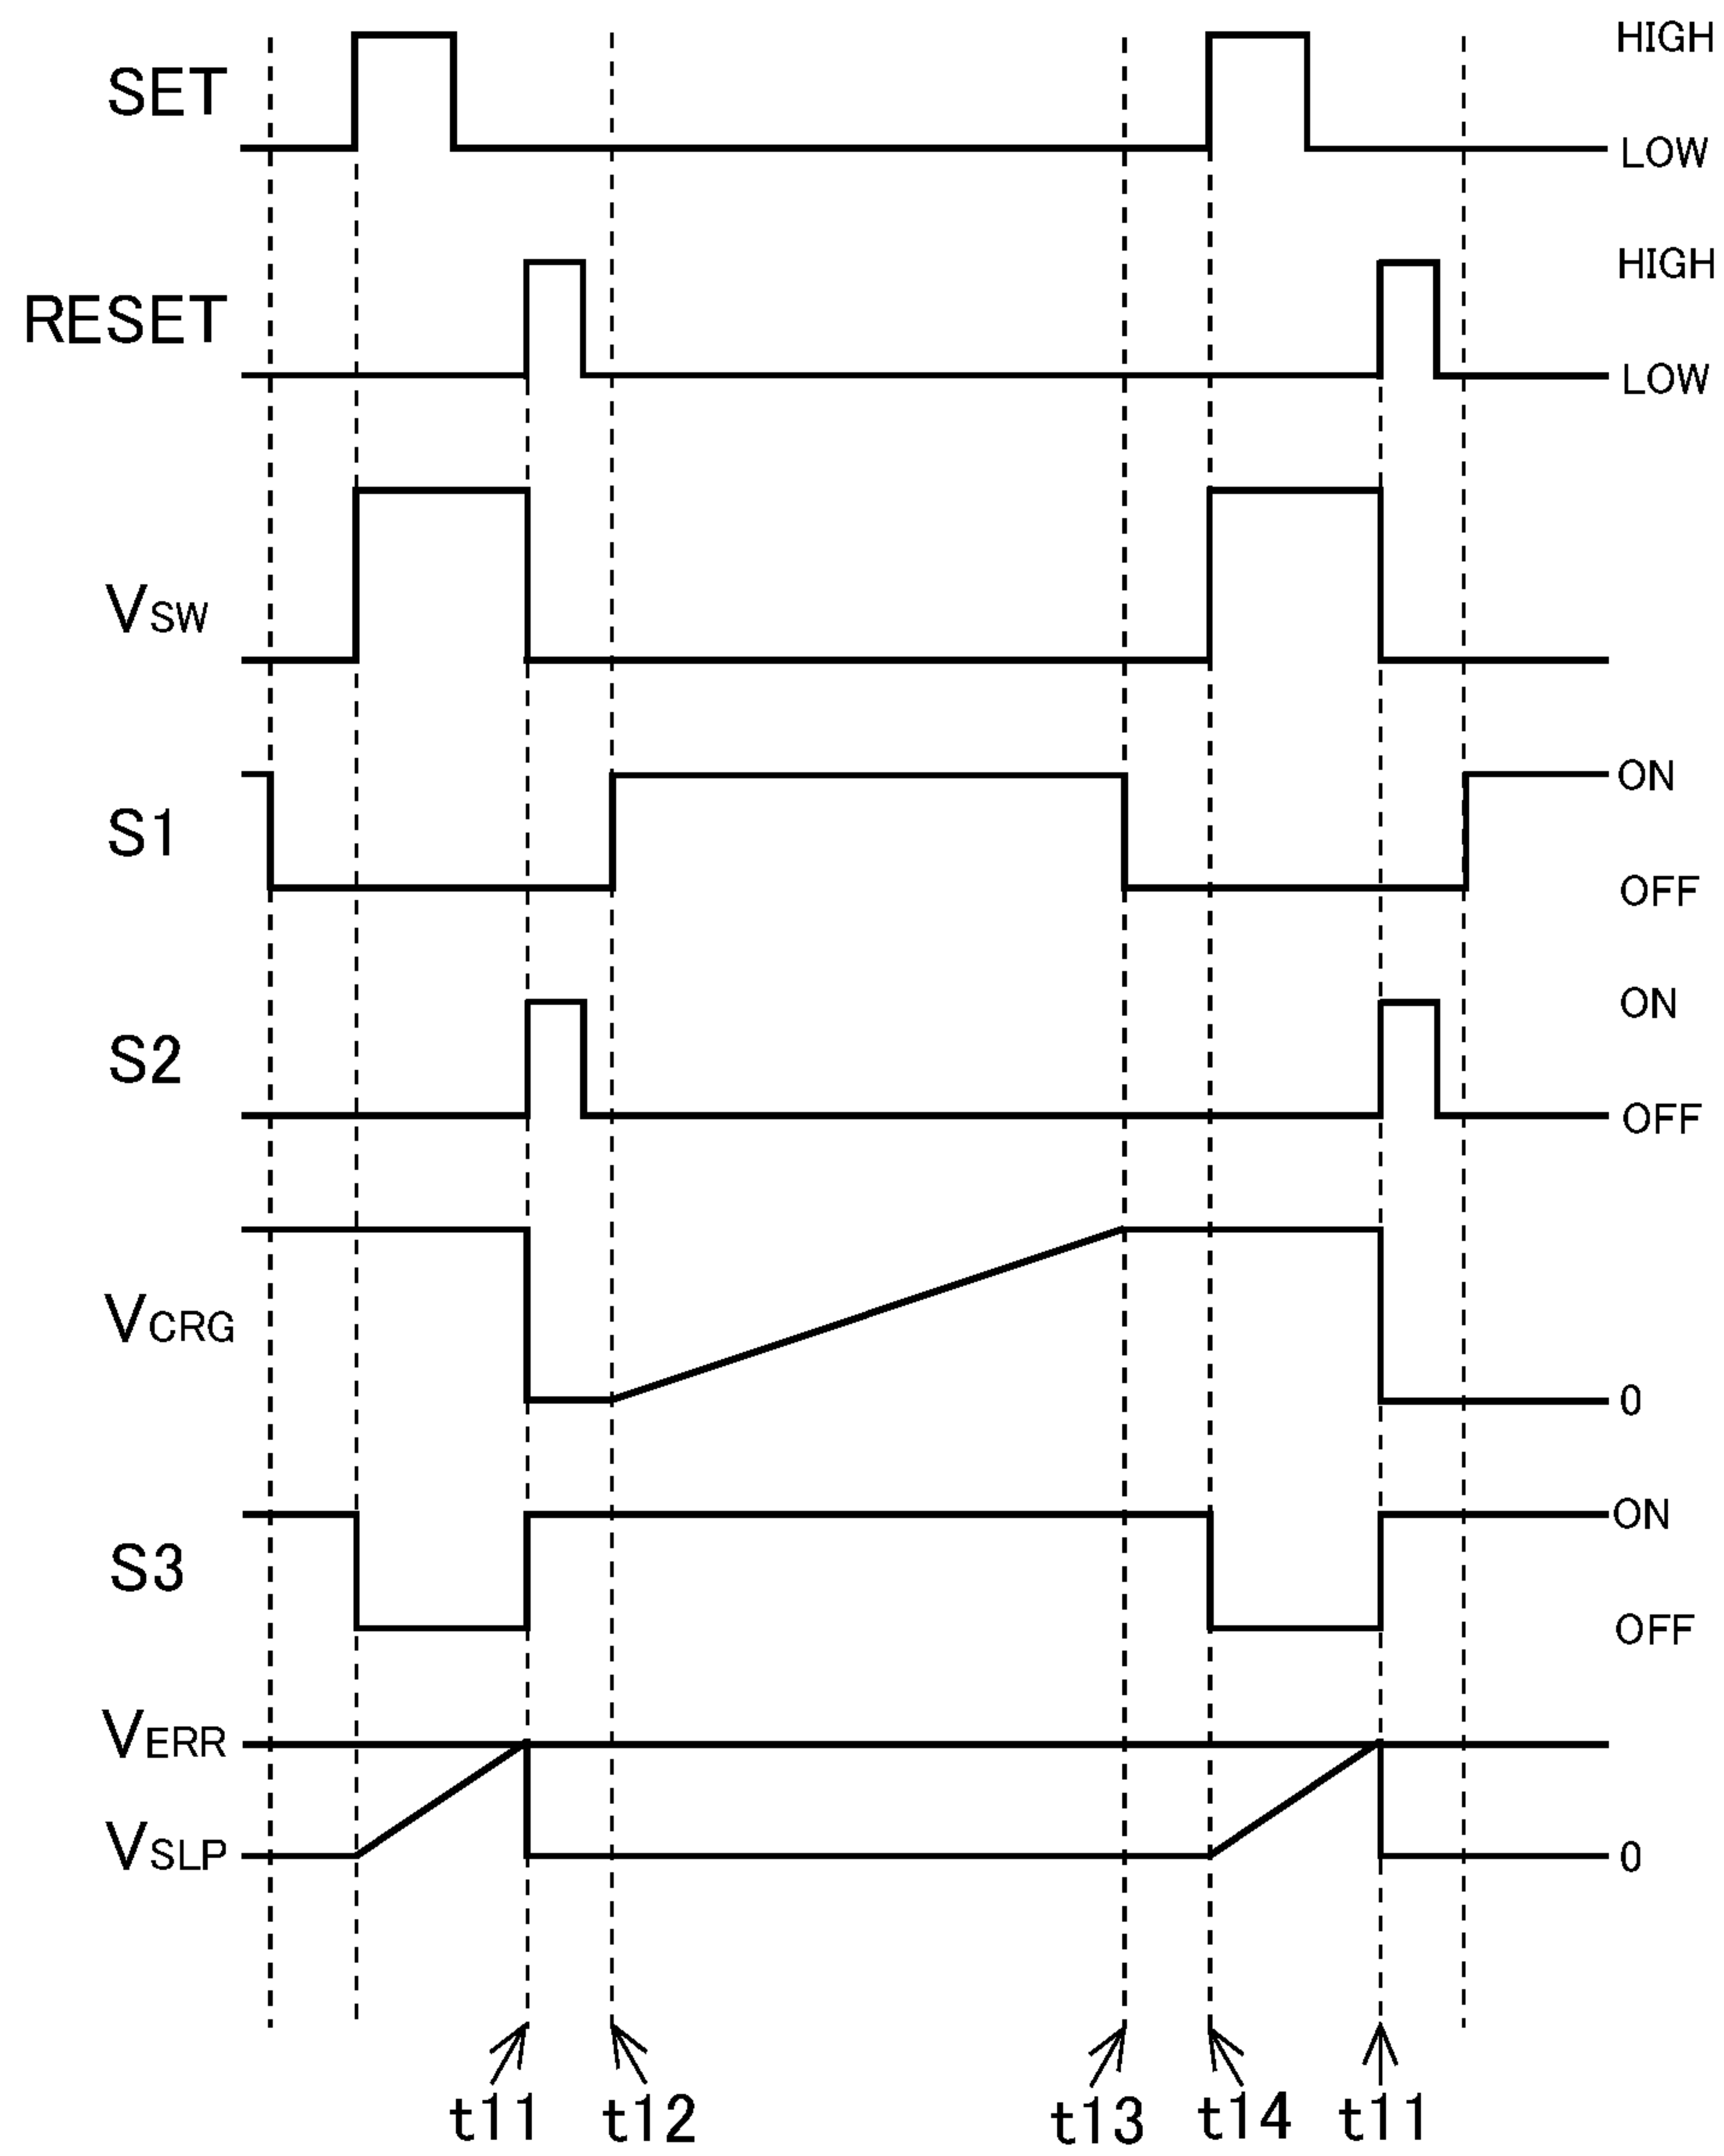 HIGH
SET
LOW
HIGH
RESET
LOW
VSW
ON
S1
OFF
ON
S2
OFF
VCRG
0
ON
S3
OFF
VERR
VSLP
0
t11 t12 t13 t14 t11